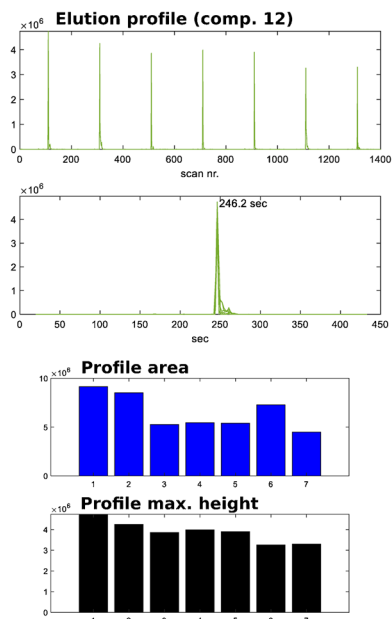 Elution profile (comp. 12)
×10⁶
4
3
2
1
0
0 200 400 600 800 1000 1200 1400
scan nr.
×10⁶
5
4
3
2
1
0
246.2 sec
0 50 100 150 200 250 300 350 400 450
sec
Profile area
×10⁶
10
5
0
1 2 3 4 5 6 7
Profile max. height
×10⁶
4
3
2
1
0